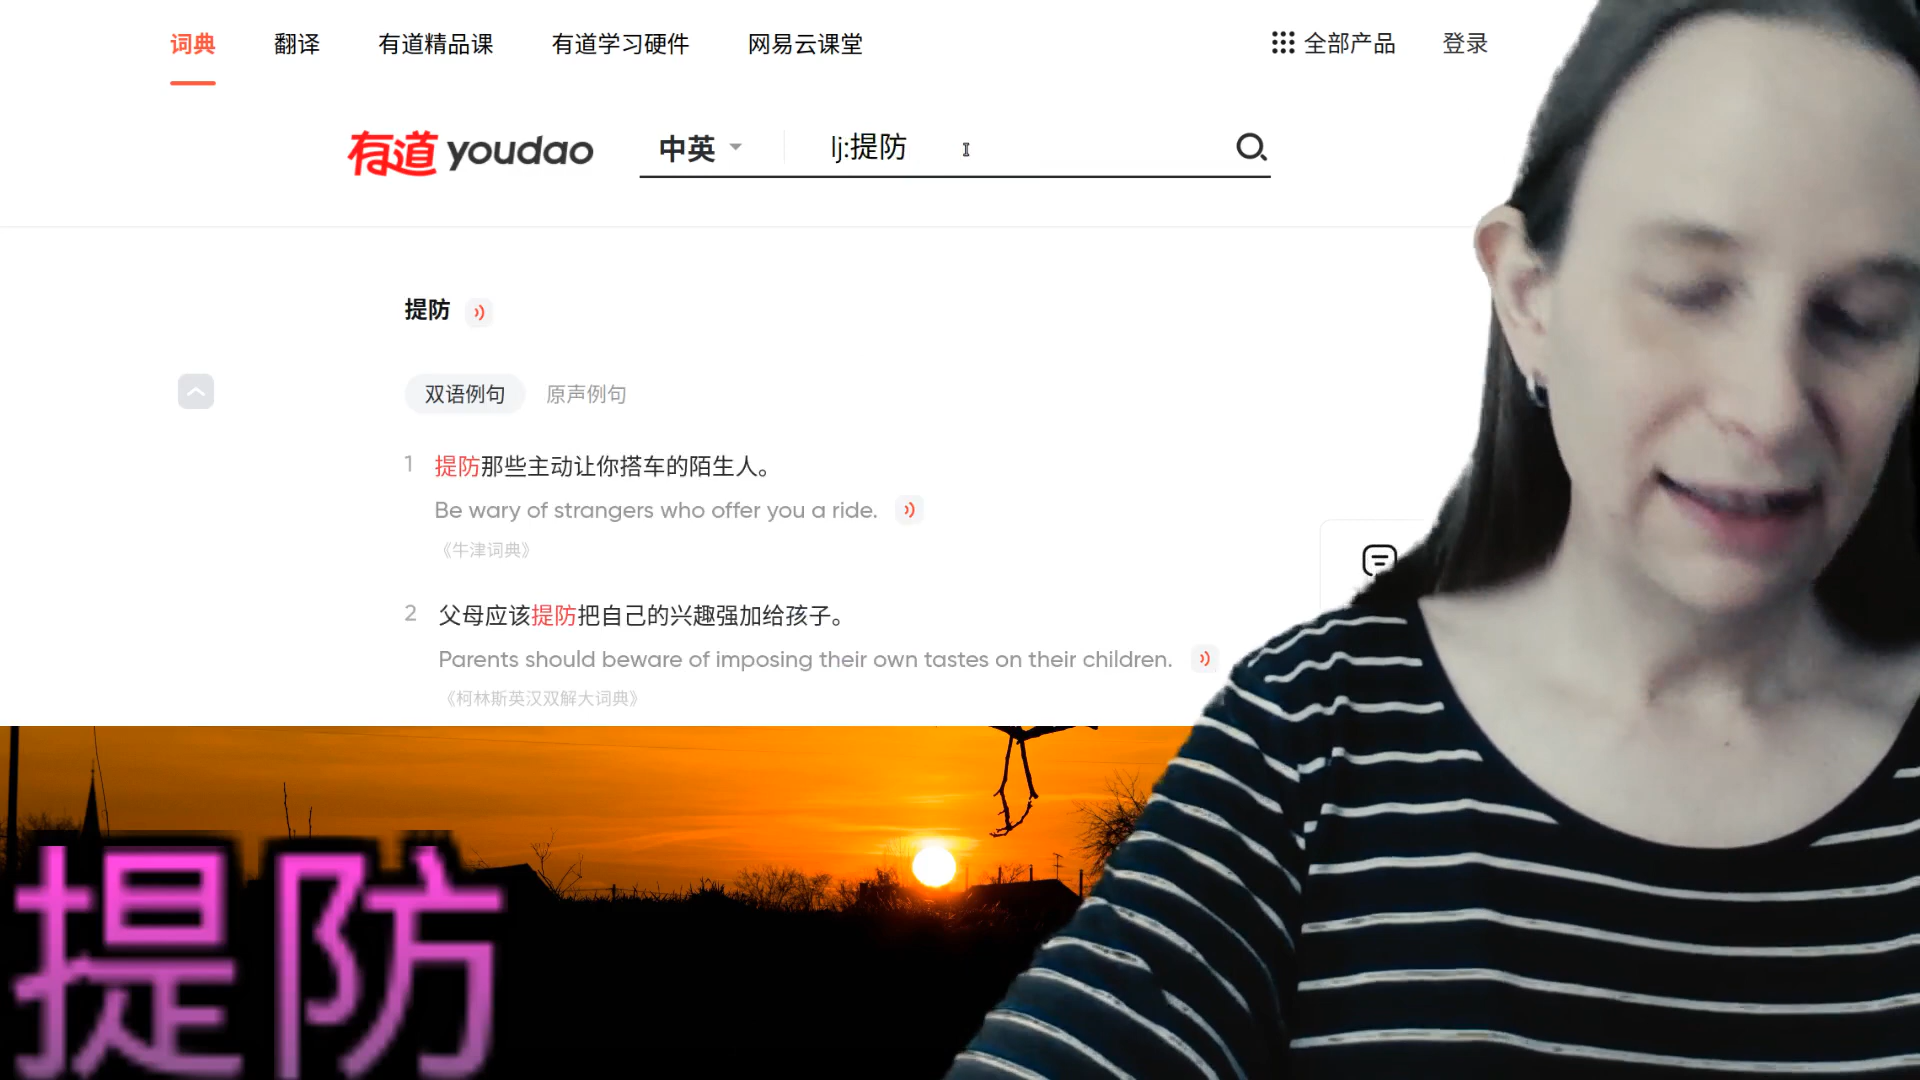 词典 翻译 有道精品课 有道学习硬件 网易云课堂 全部产品 登录
有道 youdao 中英 lj:提防
提防
双语例句 原声例句
1 提防那些主动让你搭车的陌生人。
Be wary of strangers who offer you a ride.
《牛津词典》
2 父母应该提防把自己的兴趣强加给孩子。
Parents should beware of imposing their own tastes on their children.
《柯林斯英汉双解大词典》
提防